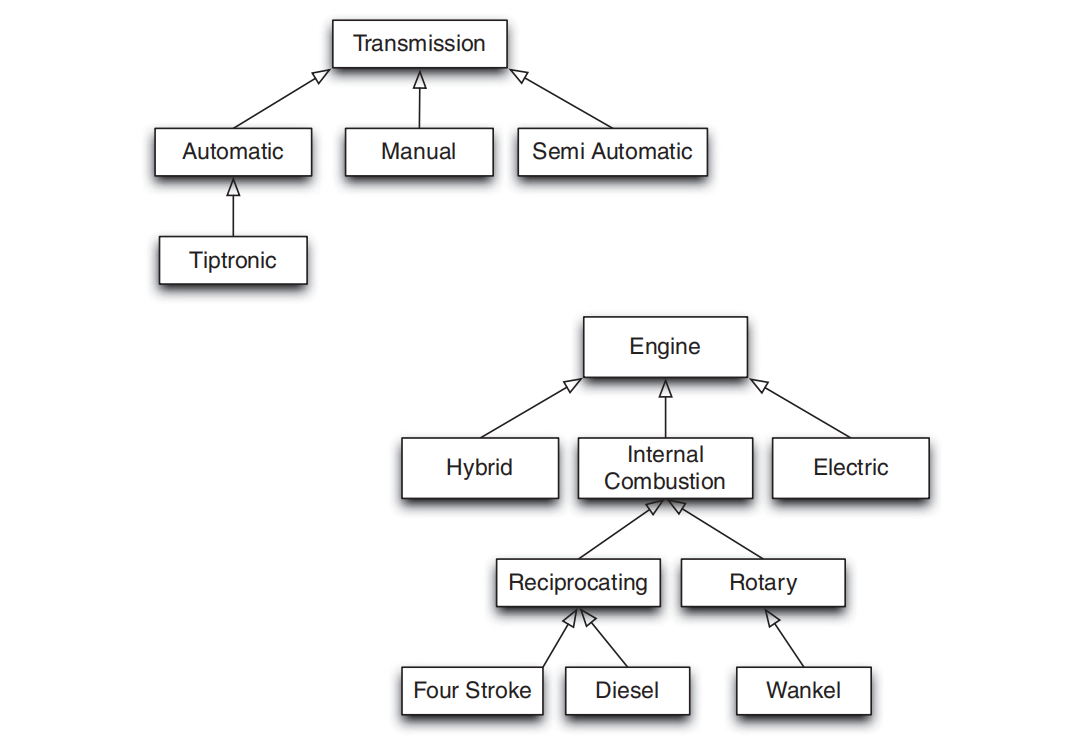 Transmission
Automatic
Manual
Semi Automatic
Tiptronic
Engine
Hybrid
Internal
Combustion
Electric
Reciprocating
Rotary
Four Stroke
Diesel
Wankel